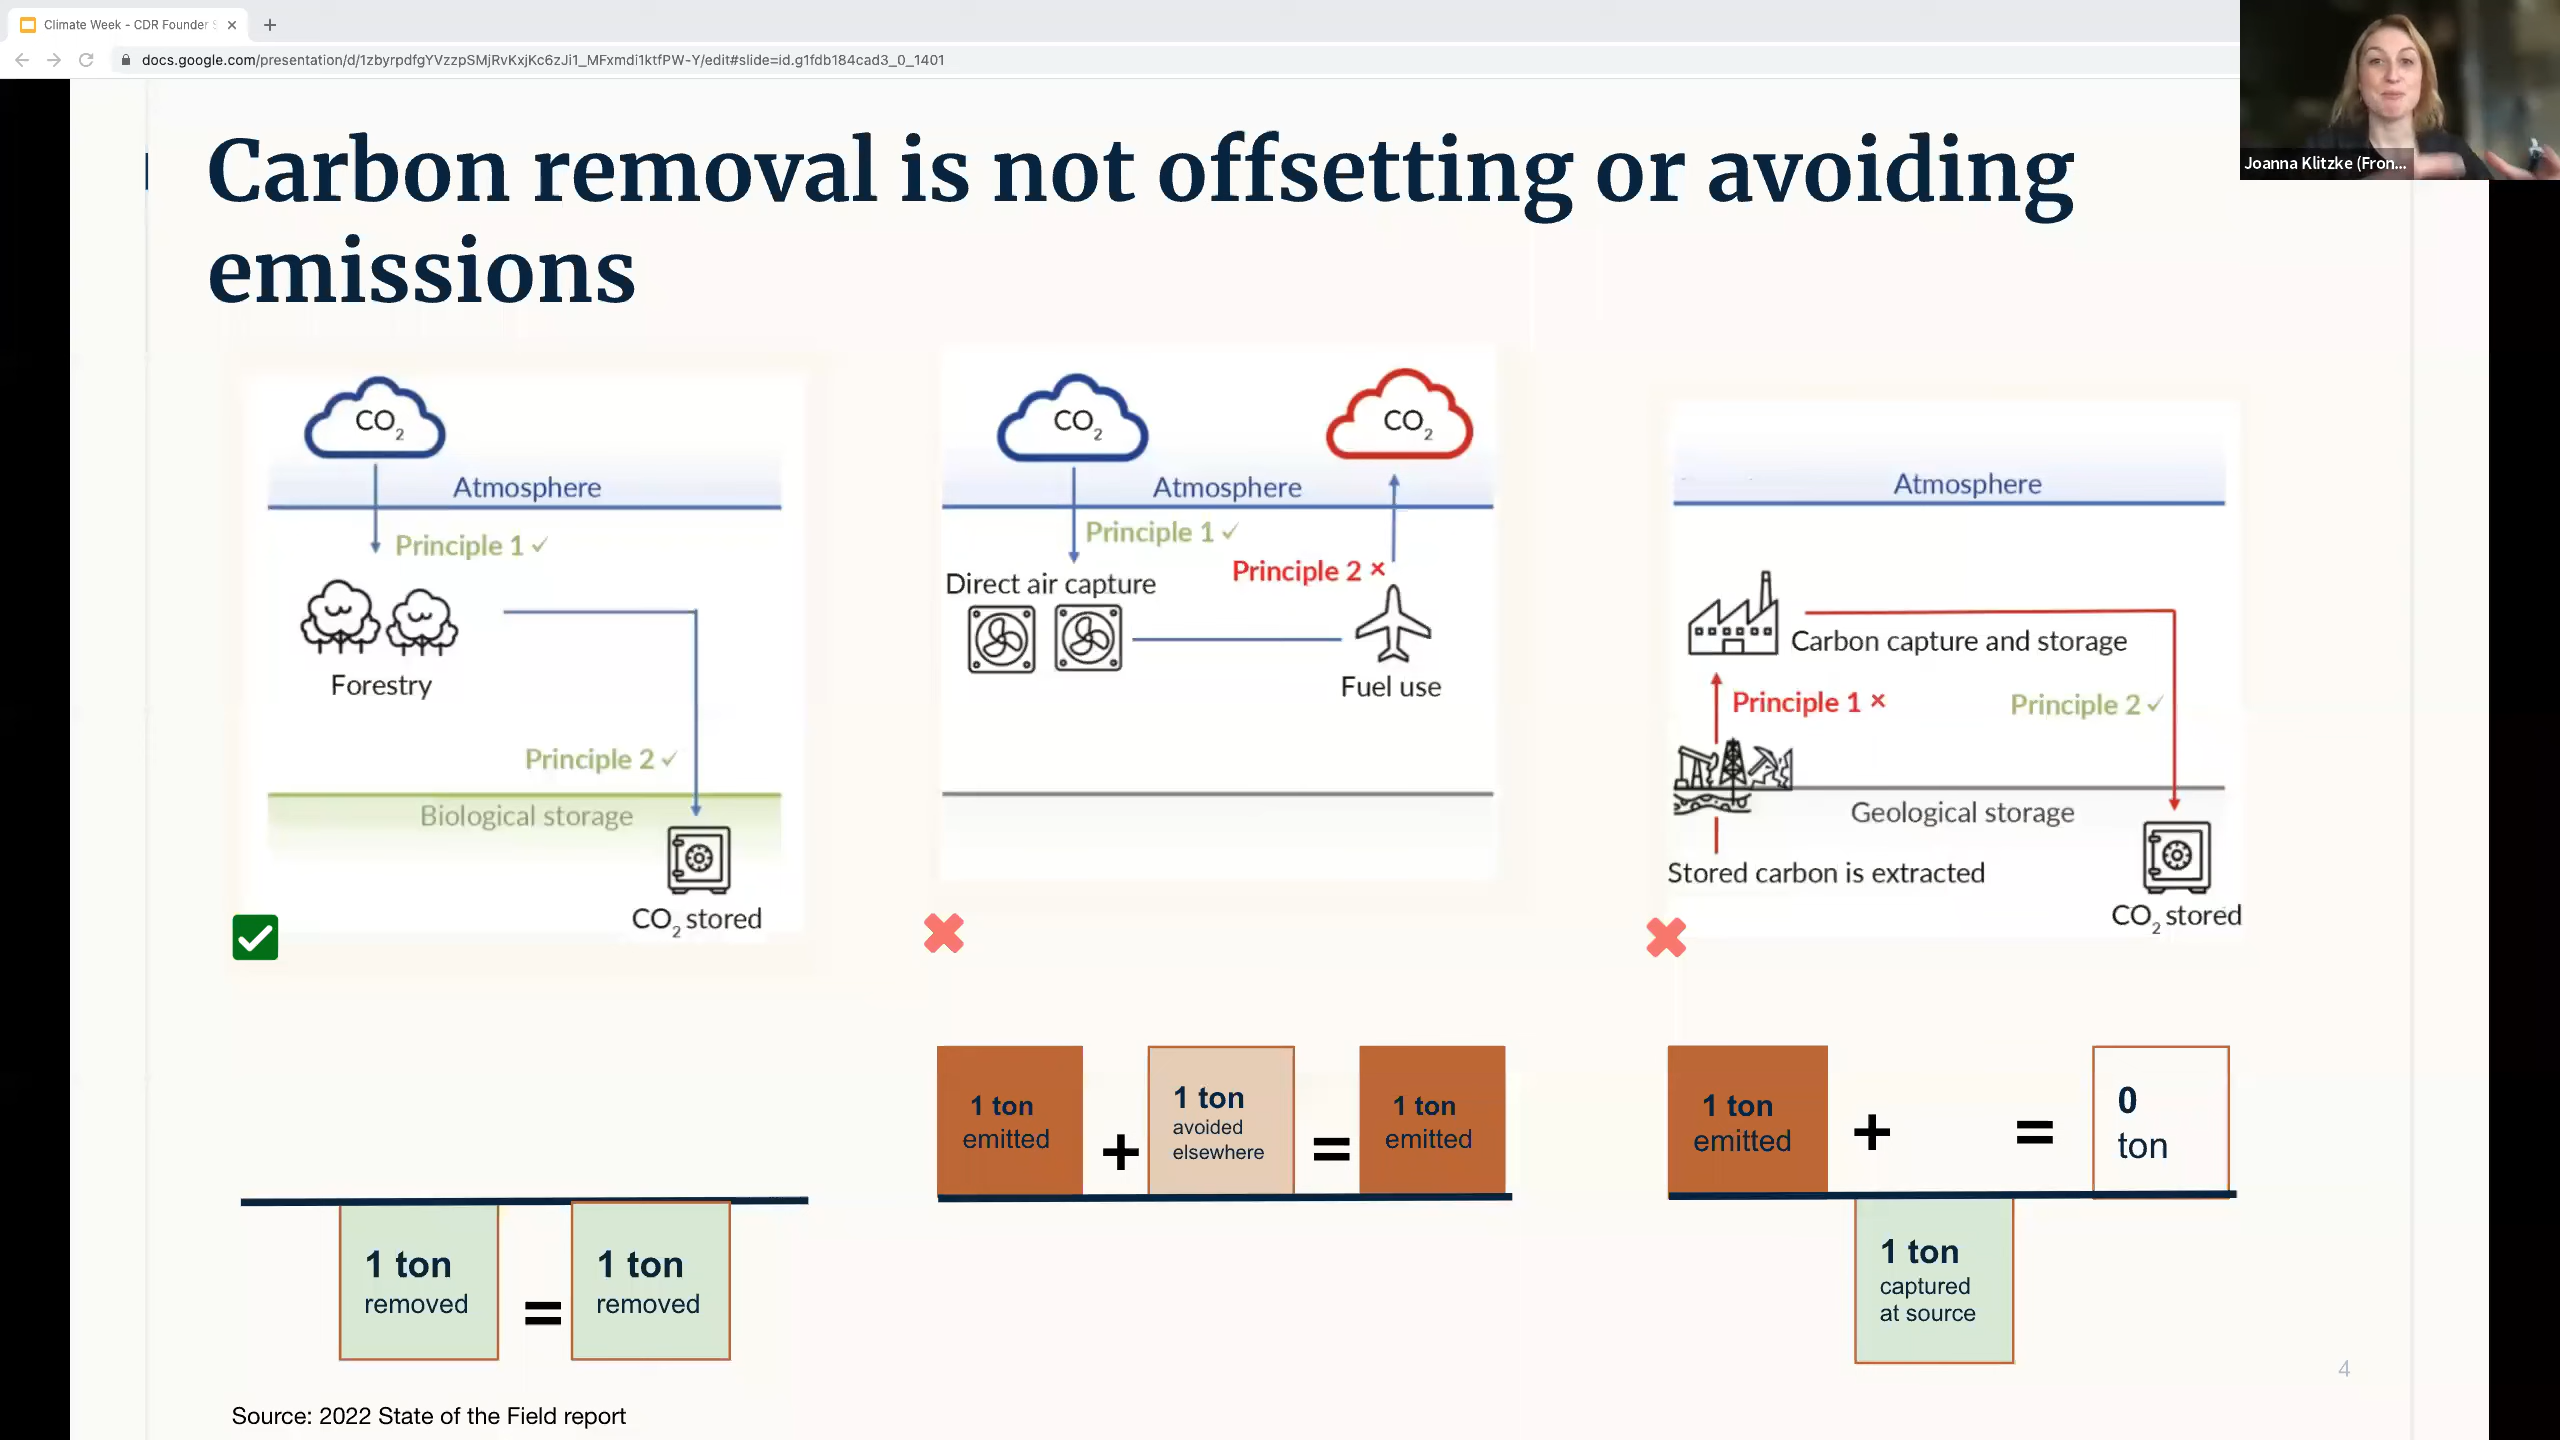 Climate Week - CDR Founder S
docs.google.com/presentation/d/1zbyrpdfgYVzzpSMjRvKxjKc6zJi1_MFxmdi1ktfPW-Y/edit#slide=id.g1fdb184cad3_0_1401
Joanna Klitzke (Fron...
Carbon removal is not offsetting or avoiding
emissions
CO2
Atmosphere
Principle 1 ✓
Forestry
Principle 2 ✓
Biological storage
CO2 stored
CO2
CO2
Atmosphere
Principle 1 ✓
Principle 2 ×
Direct air capture
Fuel use
Atmosphere
Carbon capture and storage
Principle 1 ×
Principle 2 ✓
Geological storage
Stored carbon is extracted
CO2 stored
1 ton
removed
=
1 ton
removed
1 ton
emitted
+
1 ton
avoided
elsewhere
=
1 ton
emitted
1 ton
emitted
+
1 ton
captured
at source
=
0
ton
4
Source: 2022 State of the Field report